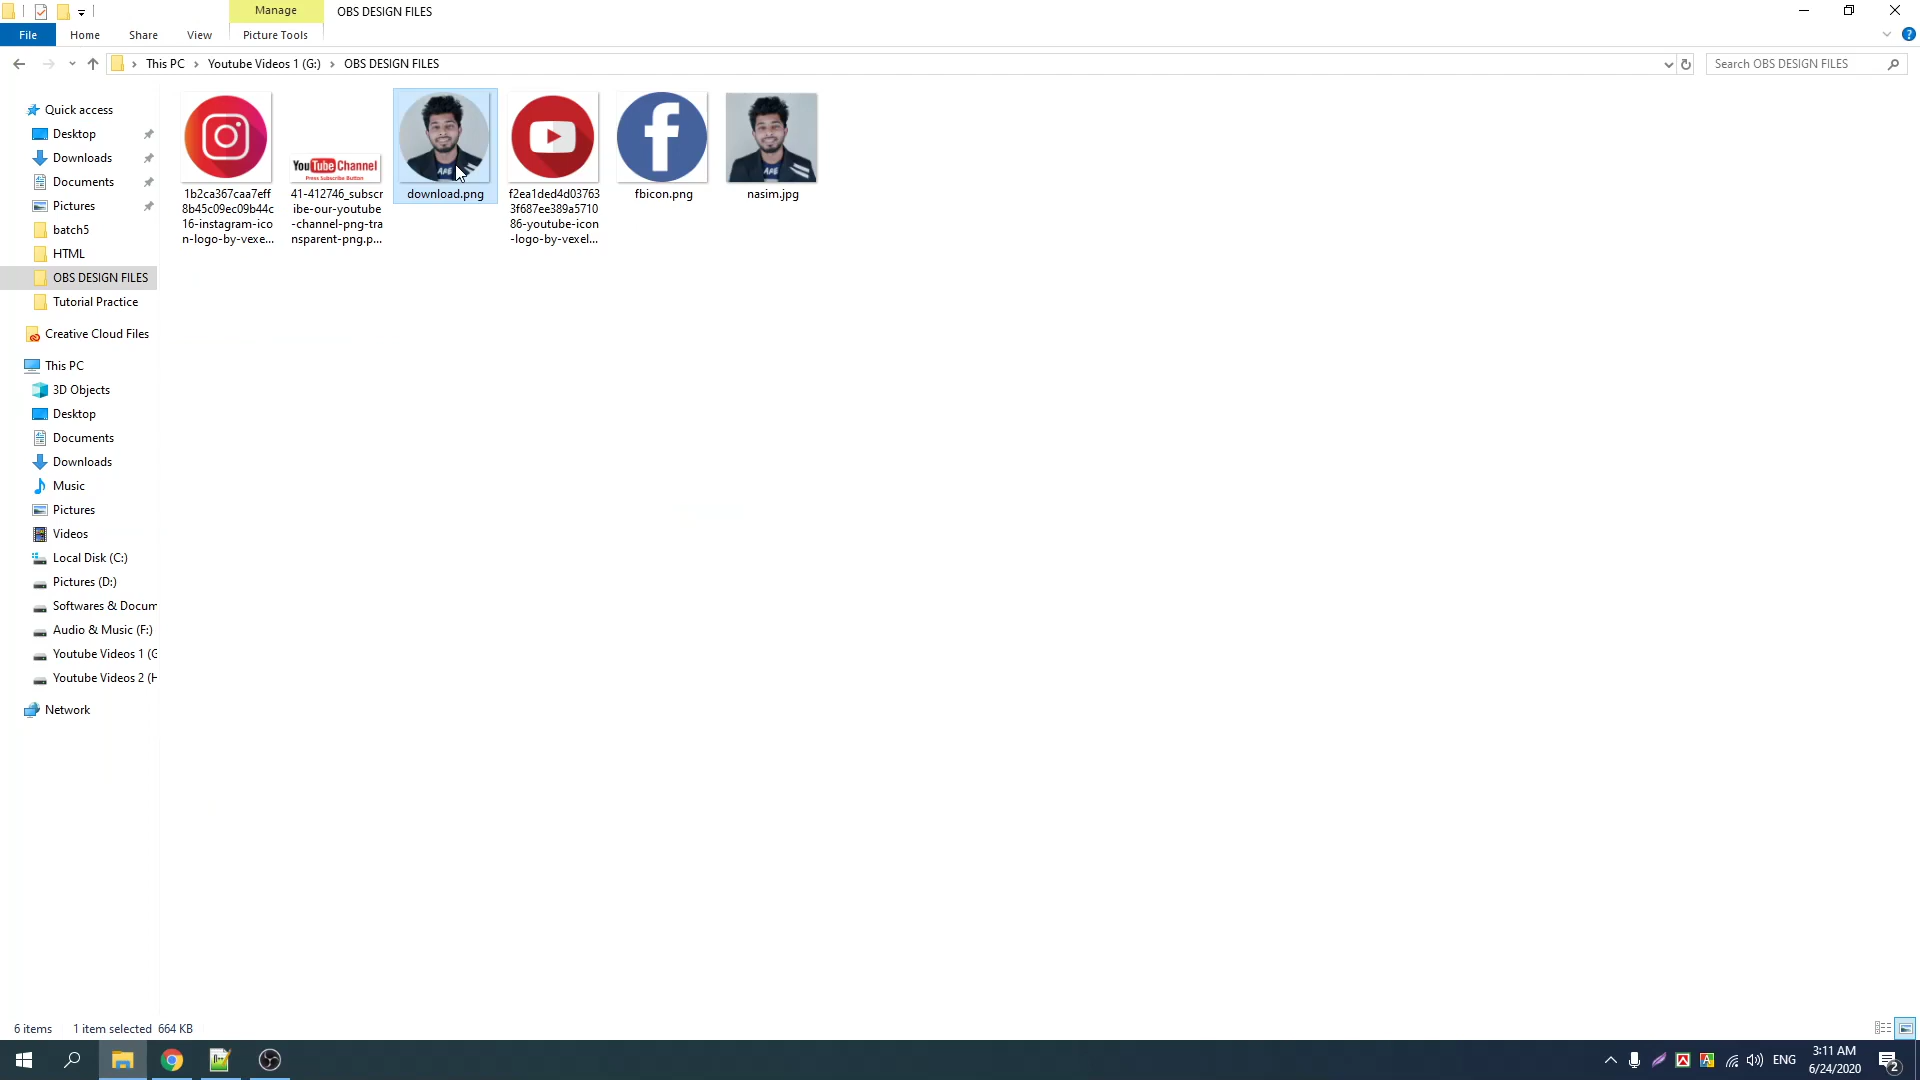 Manage
OBS DESIGN FILES
File
Home
Share
View
Picture Tools
This PC
Youtube Videos 1 (G:)
OBS DESIGN FILES
Search OBS DESIGN FILES
Quick access
Desktop
Downloads
Documents
Pictures
batch5
HTML
OBS DESIGN FILES
Tutorial Practice
Creative Cloud Files
This PC
3D Objects
Desktop
Documents
Downloads
Music
Pictures
Videos
Local Disk (C:)
Pictures (D:)
Softwares & Docum
Audio & Music (F:)
Youtube Videos 1 (G
Youtube Videos 2 (H
Network
1b2ca367caa7eff
8b45c09ec09b44c
16-instagram-ico
n-logo-by-vexe...
YouTube Channel
Press Subscribe Button
41-412746_subscr
ibe-our-youtube
-channel-png-tra
nsparent-png.p...
download.png
f2ea1ded4d03763
3f687ee389a5710
86-youtube-icon
-logo-by-vexel...
f
fbicon.png
nasim.jpg
6 items
1 item selected 664 KB
ENG
3:11 AM
6/24/2020
2